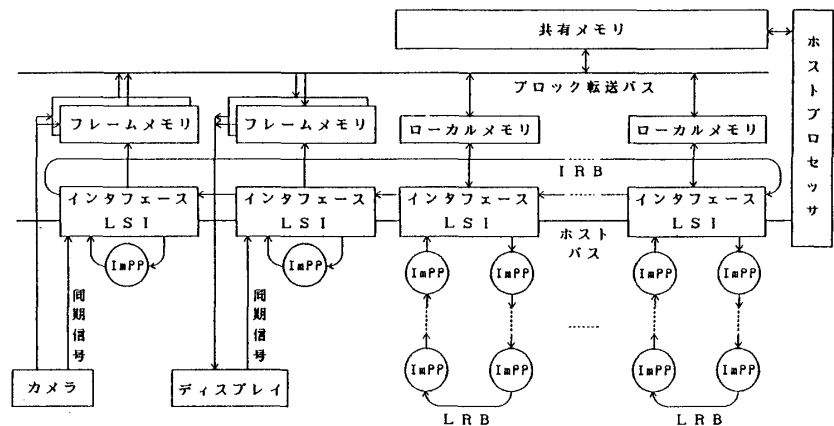 共有メモリ
ホストプロセッサ
ブロック転送バス
フレームメモリ
フレームメモリ
ローカルメモリ
ローカルメモリ
IRB
インタフェース
LSI
インタフェース
LSI
インタフェース
LSI
インタフェース
LSI
ホスト
バス
ImPP
ImPP
ImPP
ImPP
ImPP
ImPP
同期信号
同期信号
ImPP
ImPP
ImPP
ImPP
カメラ
ディスプレイ
LRB
LRB